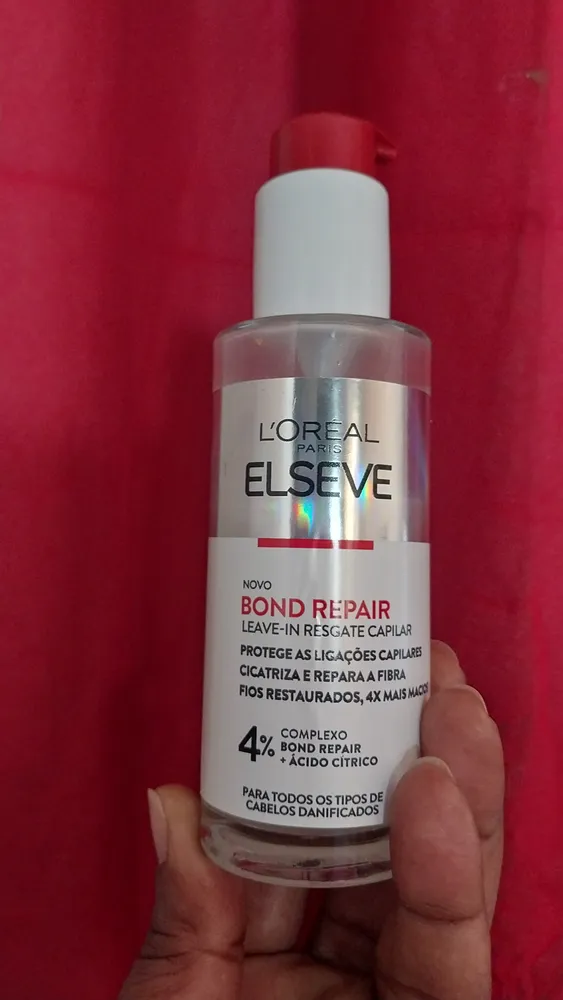 L'ORÉAL
PARIS
ELSEVE
NOVO
BOND REPAIR
LEAVE-IN RESGATE CAPILAR
PROTEGE AS LIGAÇÕES CAPILARES
CICATRIZA E REPARA A FIBRA
FIOS RESTAURADOS, 4X MAIS MACIOS
4% COMPLEXO
BOND REPAIR
+ ÁCIDO CÍTRICO
PARA TODOS OS TIPOS DE
CABELOS DANIFICADOS